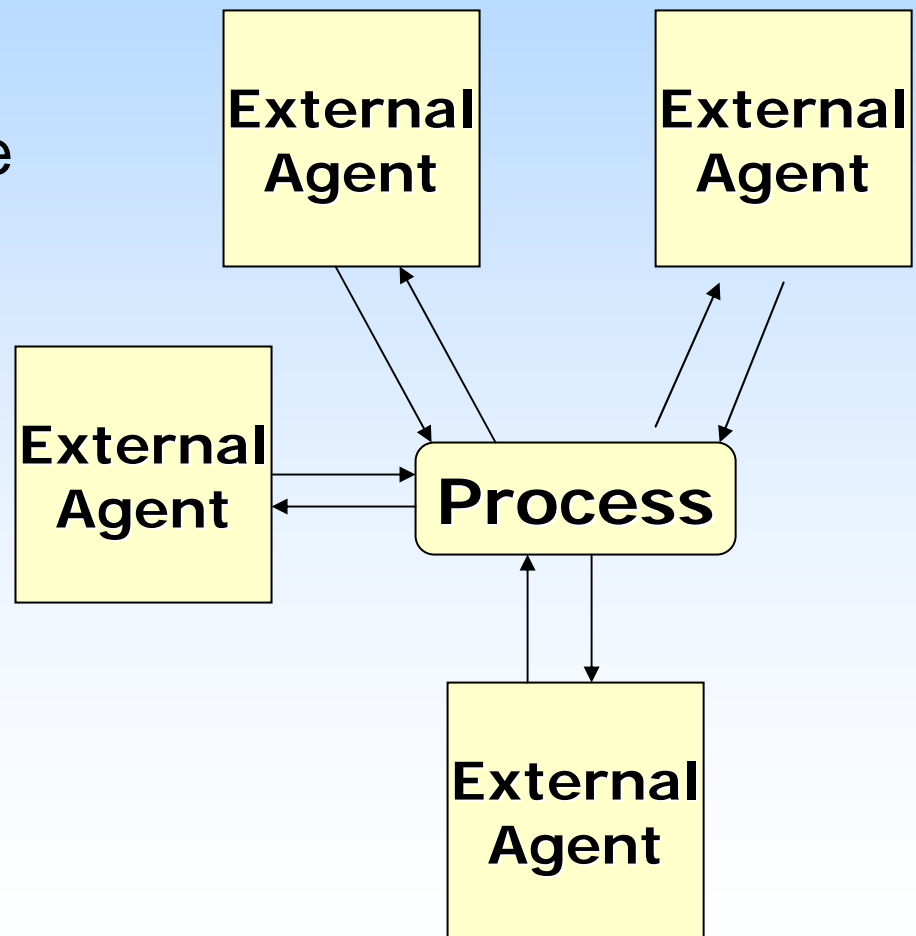 External
Agent
External
Agent
e
External
Agent
Process
External
Agent